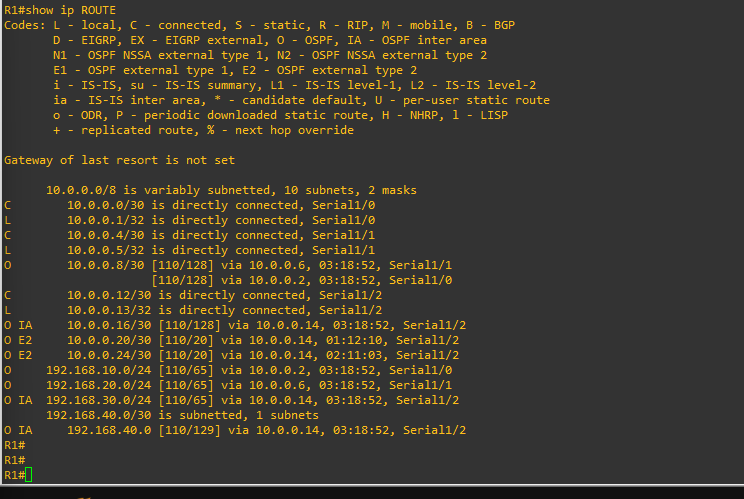 R1#show ip ROUTE
Codes: L - local, C - connected, S - static, R - RIP, M - mobile, B - BGP
       D - EIGRP, EX - EIGRP external, O - OSPF, IA - OSPF inter area
       N1 - OSPF NSSA external type 1, N2 - OSPF NSSA external type 2
       E1 - OSPF external type 1, E2 - OSPF external type 2
       i - IS-IS, su - IS-IS summary, L1 - IS-IS level-1, L2 - IS-IS level-2
       ia - IS-IS inter area, * - candidate default, U - per-user static route
       o - ODR, P - periodic downloaded static route, H - NHRP, l - LISP
       + - replicated route, % - next hop override
Gateway of last resort is not set
      10.0.0.0/8 is variably subnetted, 10 subnets, 2 masks
C        10.0.0.0/30 is directly connected, Serial1/0
L        10.0.0.1/32 is directly connected, Serial1/0
C        10.0.0.4/30 is directly connected, Serial1/1
L        10.0.0.5/32 is directly connected, Serial1/1
O        10.0.0.8/30 [110/128] via 10.0.0.6, 03:18:52, Serial1/1
                     [110/128] via 10.0.0.2, 03:18:52, Serial1/0
C        10.0.0.12/30 is directly connected, Serial1/2
L        10.0.0.13/32 is directly connected, Serial1/2
O IA     10.0.0.16/30 [110/128] via 10.0.0.14, 03:18:52, Serial1/2
O E2     10.0.0.20/30 [110/20] via 10.0.0.14, 01:12:10, Serial1/2
O E2     10.0.0.24/30 [110/20] via 10.0.0.14, 02:11:03, Serial1/2
O     192.168.10.0/24 [110/65] via 10.0.0.2, 03:18:52, Serial1/0
O     192.168.20.0/24 [110/65] via 10.0.0.6, 03:18:52, Serial1/1
O IA  192.168.30.0/24 [110/65] via 10.0.0.14, 03:18:52, Serial1/2
      192.168.40.0/30 is subnetted, 1 subnets
O IA     192.168.40.0 [110/129] via 10.0.0.14, 03:18:52, Serial1/2
R1#
R1#
R1#